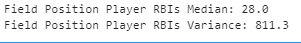 Field Position Player RBIs Median: 28.0
Field Position Player RBIs Variance: 811.3